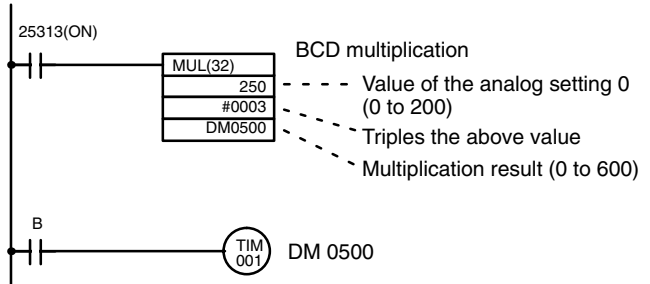 25313(ON)
BCD multiplication
MUL(32)
250
Value of the analog setting 0
(0 to 200)
#0003
Triples the above value
DM0500
Multiplication result (0 to 600)
B
TIM
001
DM 0500